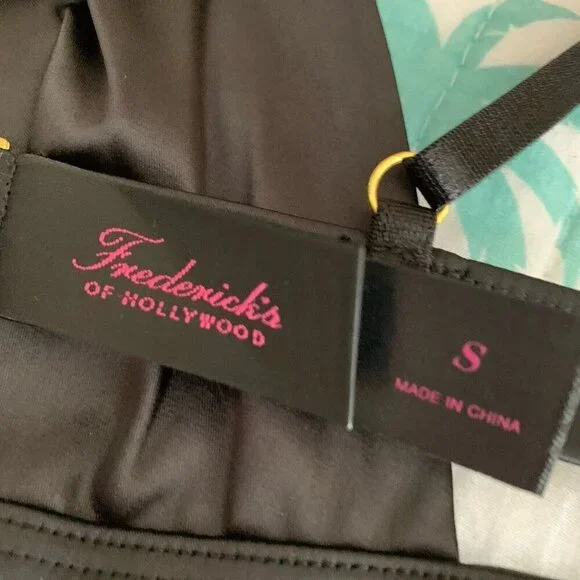 Frederick's
OF HOLLYWOOD
S
MADE IN CHINA